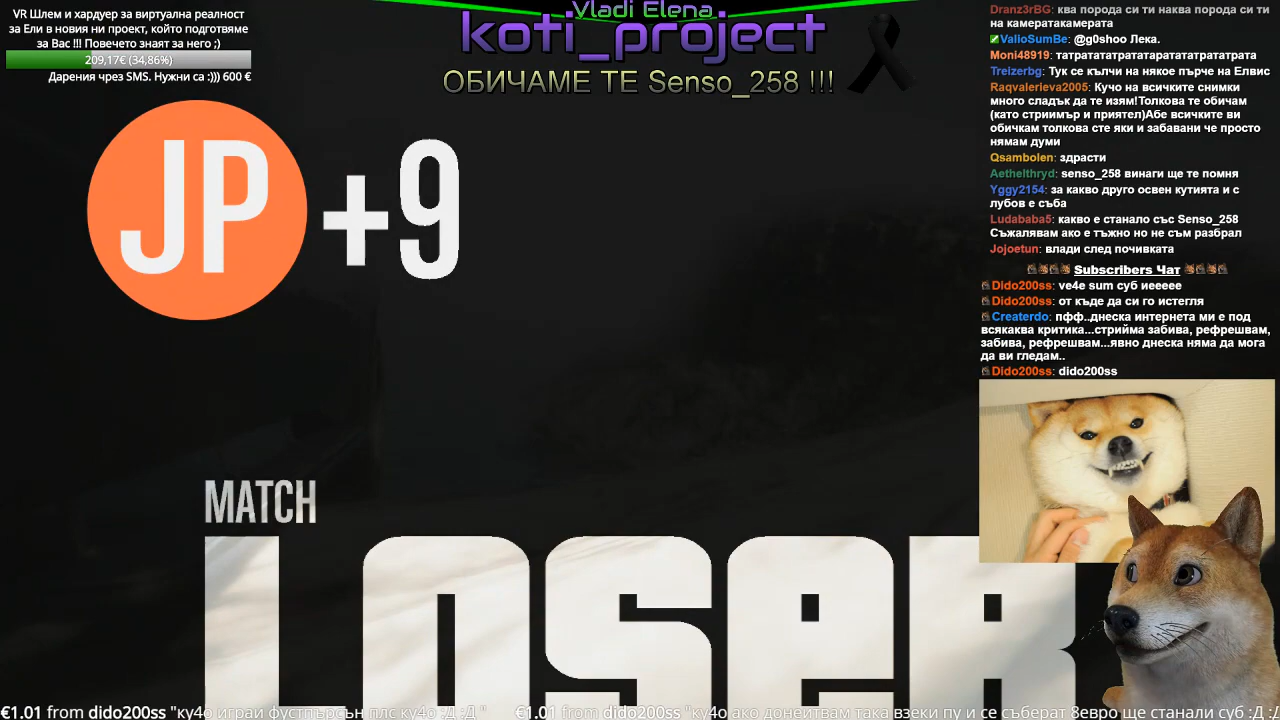 VR Шлем и хардуер за виртуална реалност
за Ели в новия ни проект, който подготвяме
за Вас !!! Повечето знаят за него ;)
209,17€ (34,86%)
Дарения чрез SMS. Нужни са :))) 600 €
Vladi Elena
koti_project
ОБИЧАМЕ ТЕ Senso_258 !!!
JP +9
MATCH
LOSER
Dranz3rBG: ква порода си ти наква порода си ти
на камератакамерата
ValioSumBe: @g0shoo Лека.
Moni48919: татратататратататарататататратататрата
Treizerbg: Тук се кълчи на някое пърче на Елвис
Raqvalerieva2005: Кучо на всичките снимки
много сладък да те изям!Толкова те обичам
(като стриимър и приятел)Абе всичките ви
обичкам толкова сте яки и забавани че просто
нямам думи
Qsambolen: здрасти
Aethelthryd: senso_258 винаги ще те помня
Yggy2154: за какво друго освен кутията и с
лубов е съба
Ludababa5: какво е станало със Senso_258
Съжалявам ако е тъжно но не съм разбрал
Jojoetun: влади след почивката
Subscribers Чат
Dido200ss: ve4e sum суб иеееее
Dido200ss: от къде да си го истегля
Createrdo: пфф..днеска интернета ми е под
всякаква критика...стрийма забива, рефрешвам,
забива, рефрешвам...явно днеска няма да мога
да ви гледам..
Dido200ss: dido200ss
€1.01 from dido200ss "ку4о играи фустпърсън плс ку4о :Д :Д "
€1.01 from dido200ss "ку4о ако донеитвам така взеки пу и се съберат 8евро ще станали суб :Д :Д